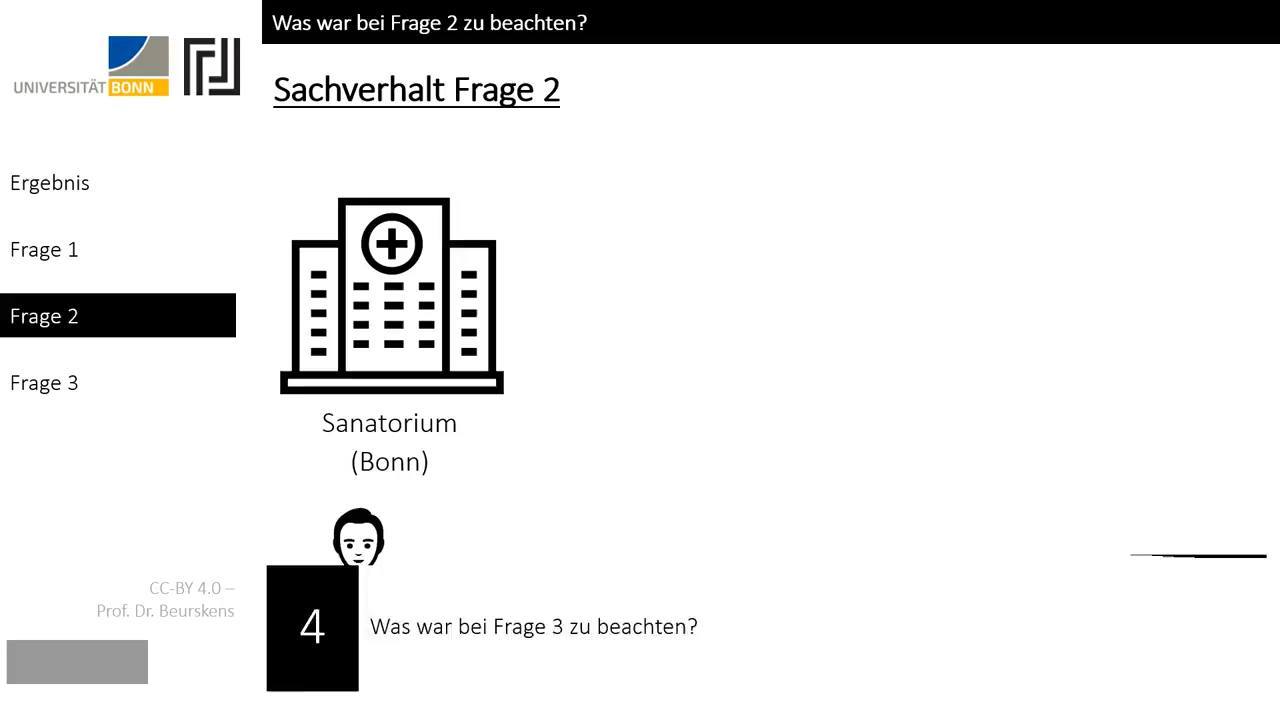 Was war bei Frage 2 zu beachten?
UNIVERSITÄT BONN
Sachverhalt Frage 2
Ergebnis
Frage 1
Frage 2
Frage 3
Sanatorium
(Bonn)
CC-BY 4.0 –
Prof. Dr. Beurskens
4
Was war bei Frage 3 zu beachten?